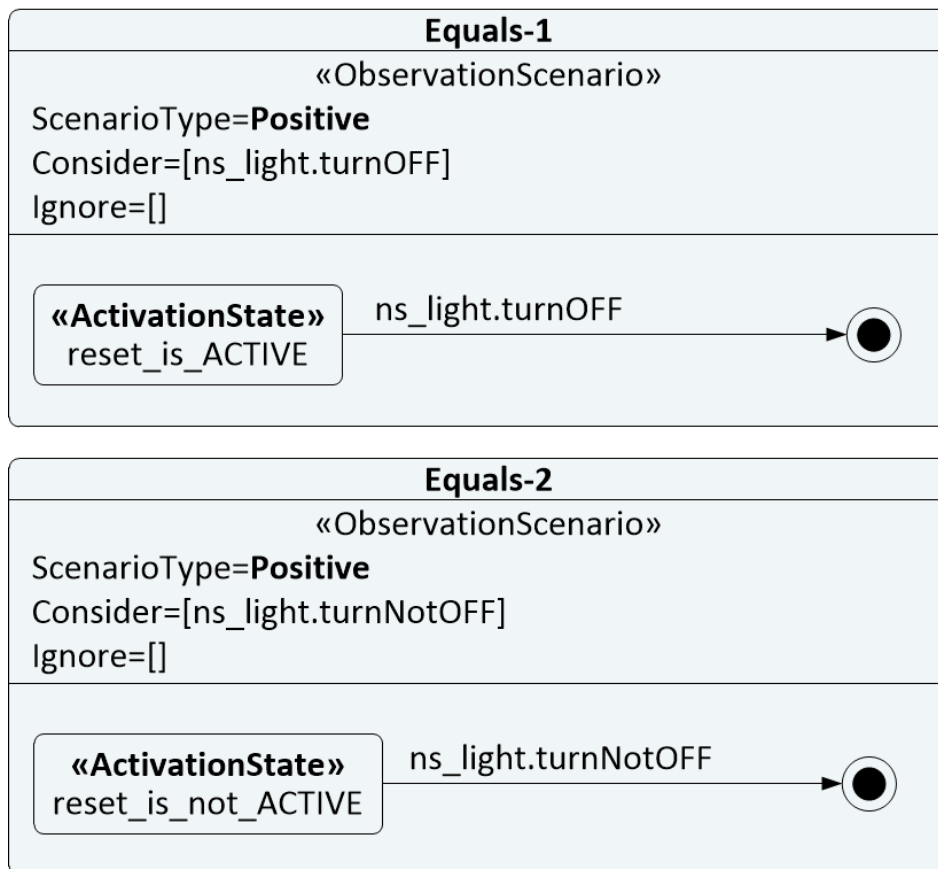 Equals-1
«ObservationScenario»
ScenarioType=Positive
Consider=[ns_light.turnOFF]
Ignore=[]
«ActivationState»
reset_is_ACTIVE
ns_light.turnOFF
Equals-2
«ObservationScenario»
ScenarioType=Positive
Consider=[ns_light.turnNotOFF]
Ignore=[]
«ActivationState»
reset_is_not_ACTIVE
ns_light.turnNotOFF